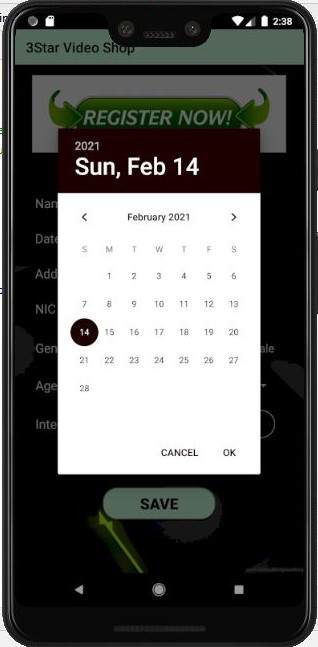 2:38
3Star Video Shop
REGISTER NOW!
2021
Sun, Feb 14
February 2021
S M T W T F S
1 2 3 4 5 6
7 8 9 10 11 12 13
14 15 16 17 18 19 20
21 22 23 24 25 26 27
28
Nam
Date
Add
NIC
Gen ale
Age
Inte
CANCEL OK
SAVE